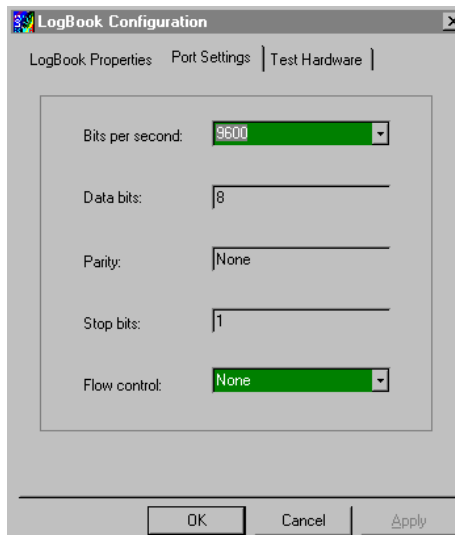 LogBook Configuration
LogBook Properties Port Settings Test Hardware
Bits per second: 9600
Data bits: 8
Parity: None
Stop bits: 1
Flow control: None
OK Cancel Apply